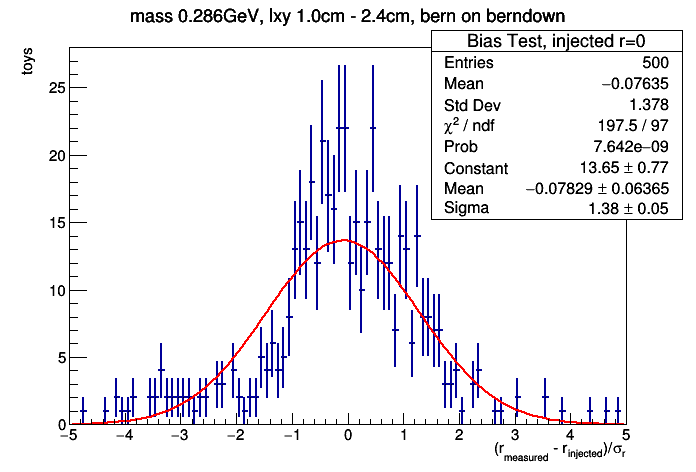 mass 0.286GeV, lxy 1.0cm - 2.4cm, bern on berndown
Bias Test, injected r=0
Entries 500
Mean −0.07635
Std Dev 1.378
χ² / ndf 197.5 / 97
Prob 7.642e−09
Constant 13.65 ± 0.77
Mean −0.07829 ± 0.06365
Sigma 1.38 ± 0.05
toys
25
20
15
10
5
0
−5 −4 −3 −2 −1 0 1 2 3 4 5
(r_measured - r_injected)/σ_r